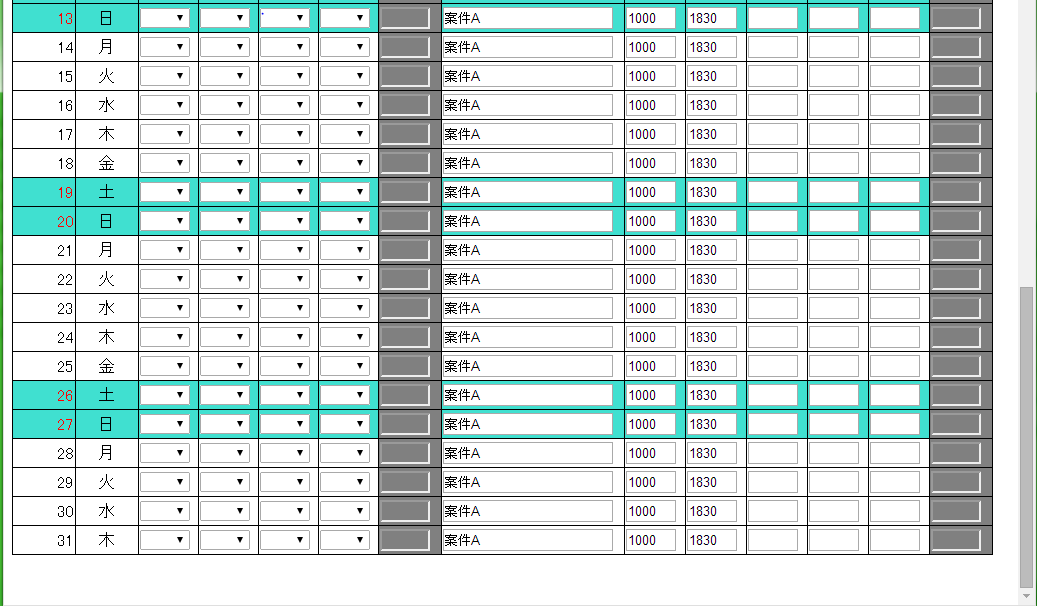 13 日 案件A 1000 1830
14 月 案件A 1000 1830
15 火 案件A 1000 1830
16 水 案件A 1000 1830
17 木 案件A 1000 1830
18 金 案件A 1000 1830
19 土 案件A 1000 1830
20 日 案件A 1000 1830
21 月 案件A 1000 1830
22 火 案件A 1000 1830
23 水 案件A 1000 1830
24 木 案件A 1000 1830
25 金 案件A 1000 1830
26 土 案件A 1000 1830
27 日 案件A 1000 1830
28 月 案件A 1000 1830
29 火 案件A 1000 1830
30 水 案件A 1000 1830
31 木 案件A 1000 1830